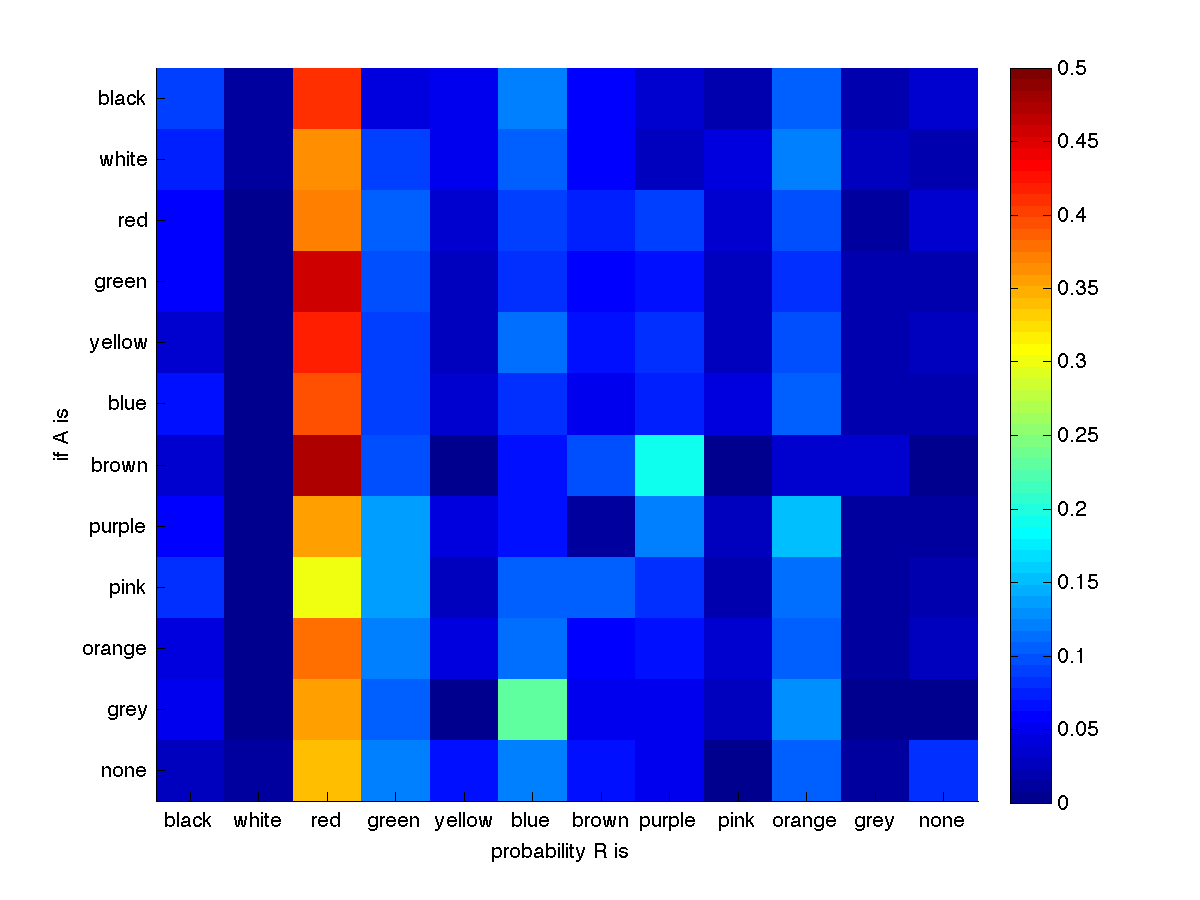 black
white
red
green
yellow
blue
brown
purple
pink
orange
grey
none
if A is
black white red green yellow blue brown purple pink orange grey none
probability R is
0.5
0.45
0.4
0.35
0.3
0.25
0.2
0.15
0.1
0.05
0